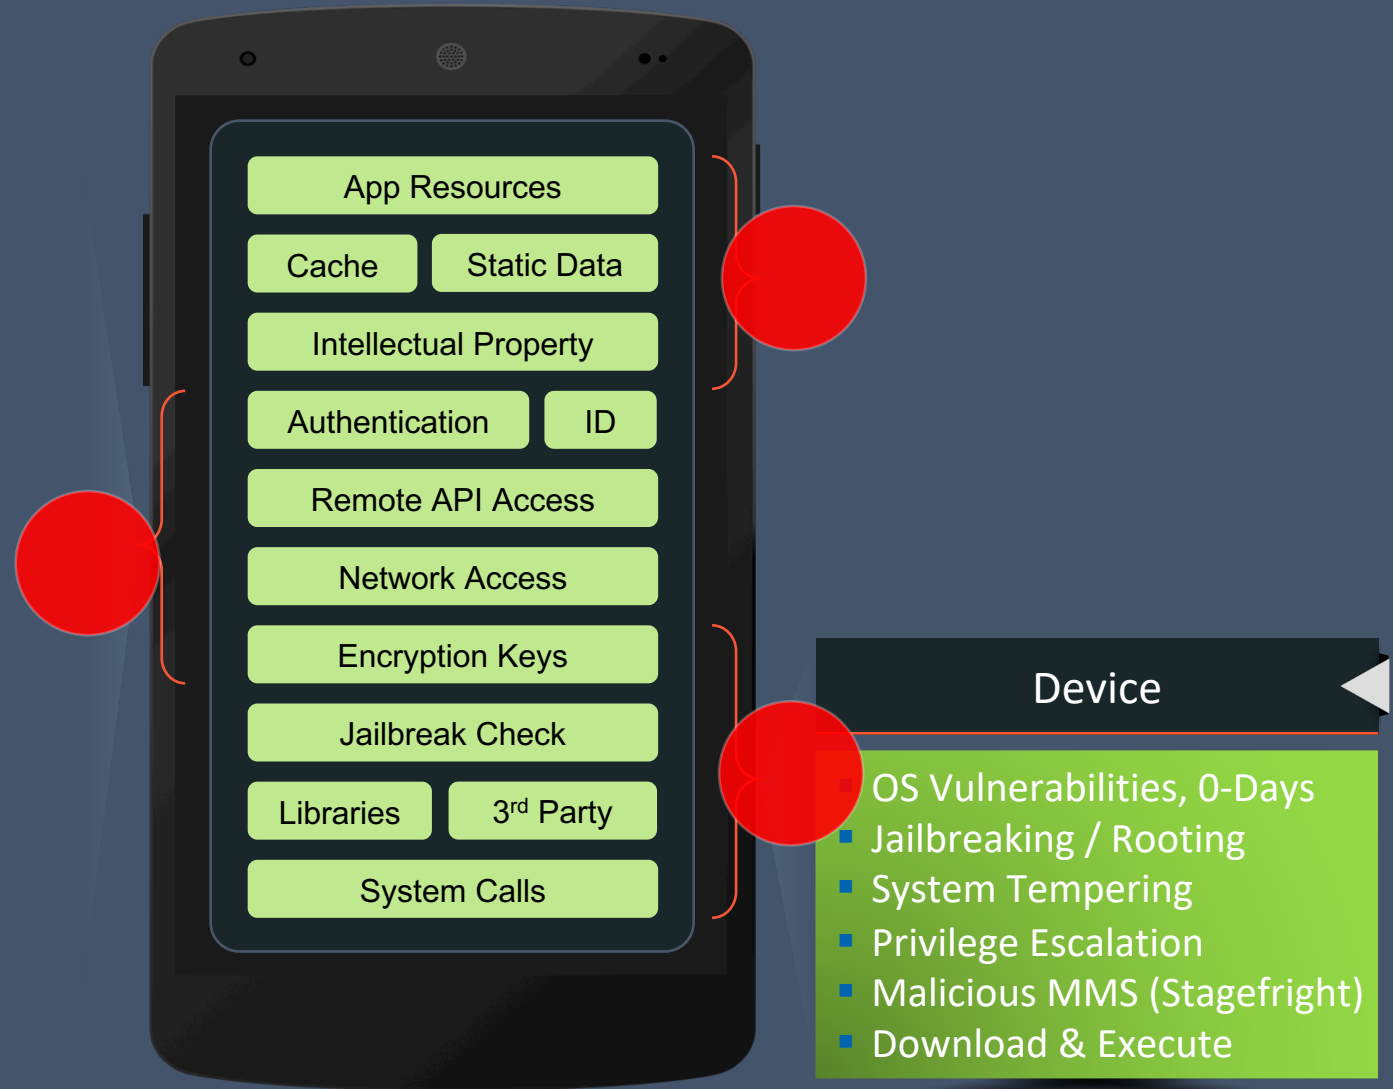 App Resources
Cache
Static Data
Intellectual Property
Authentication
ID
Remote API Access
Network Access
Encryption Keys
Jailbreak Check
Libraries
3rd Party
System Calls
Device
OS Vulnerabilities, 0-Days
Jailbreaking / Rooting
System Tempering
Privilege Escalation
Malicious MMS (Stagefright)
Download & Execute